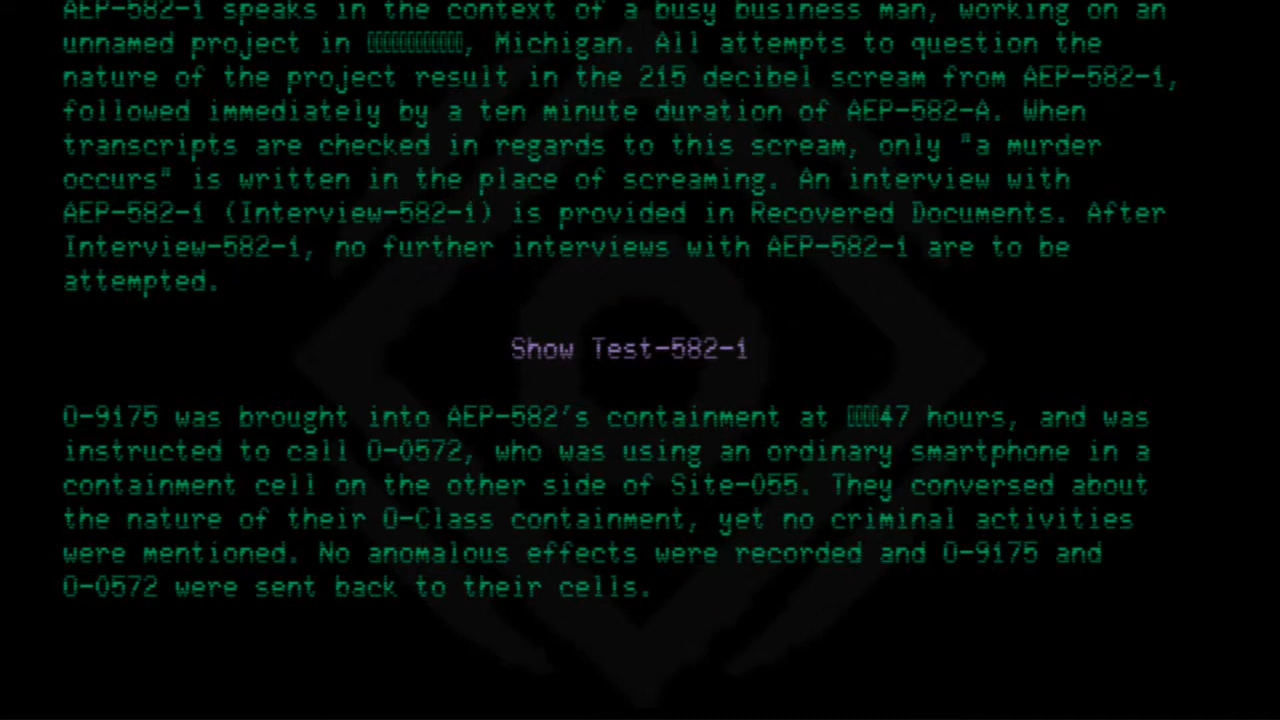 AEP-582-1 speaks in the context of a busy business man, working on an
unnamed project in ▯▯▯▯▯▯▯▯▯▯▯▯, Michigan. All attempts to question the
nature of the project result in the 215 decibel scream from AEP-582-1,
followed immediately by a ten minute duration of AEP-582-A. When
transcripts are checked in regards to this scream, only "a murder
occurs" is written in the place of screaming. An interview with
AEP-582-1 (Interview-582-1) is provided in Recovered Documents. After
Interview-582-1, no further interviews with AEP-582-1 are to be
attempted.
Show Test-582-1
O-9175 was brought into AEP-582's containment at ▯▯▯▯47 hours, and was
instructed to call O-0572, who was using an ordinary smartphone in a
containment cell on the other side of Site-055. They conversed about
the nature of their O-Class containment, yet no criminal activities
were mentioned. No anomalous effects were recorded and O-9175 and
O-0572 were sent back to their cells.